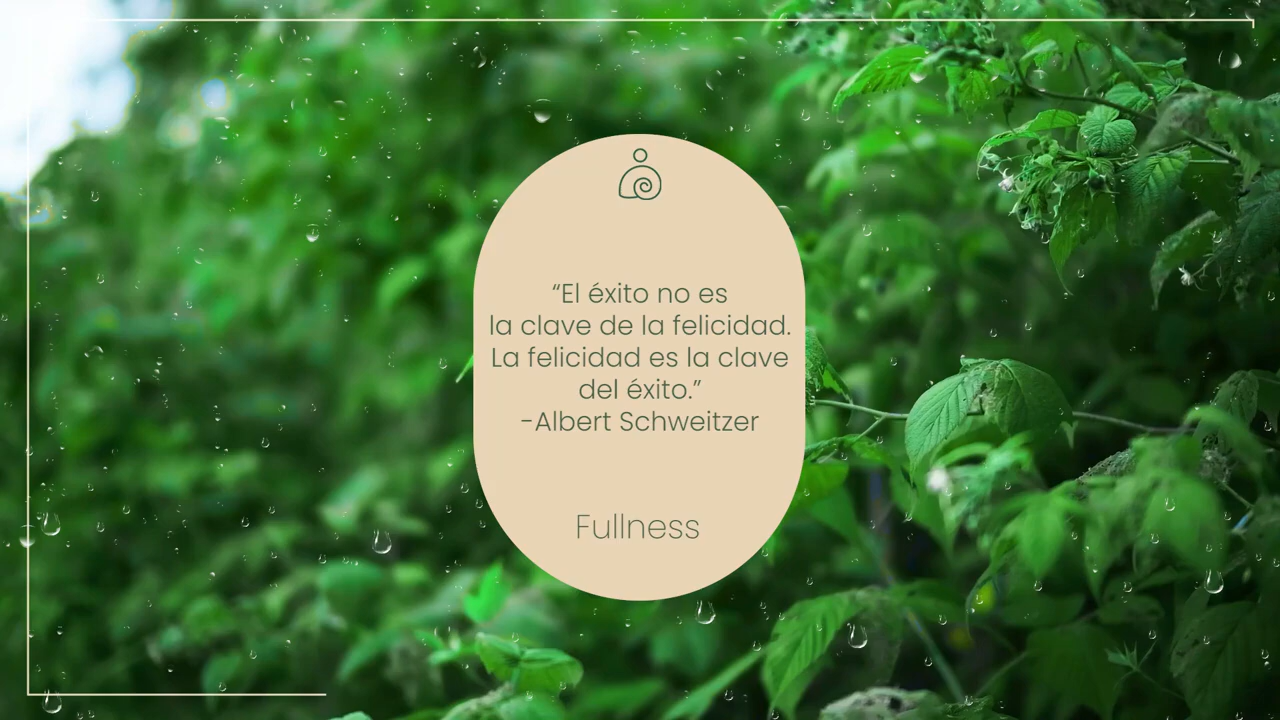 “El éxito no es
la clave de la felicidad.
La felicidad es la clave
del éxito.”
-Albert Schweitzer
Fullness